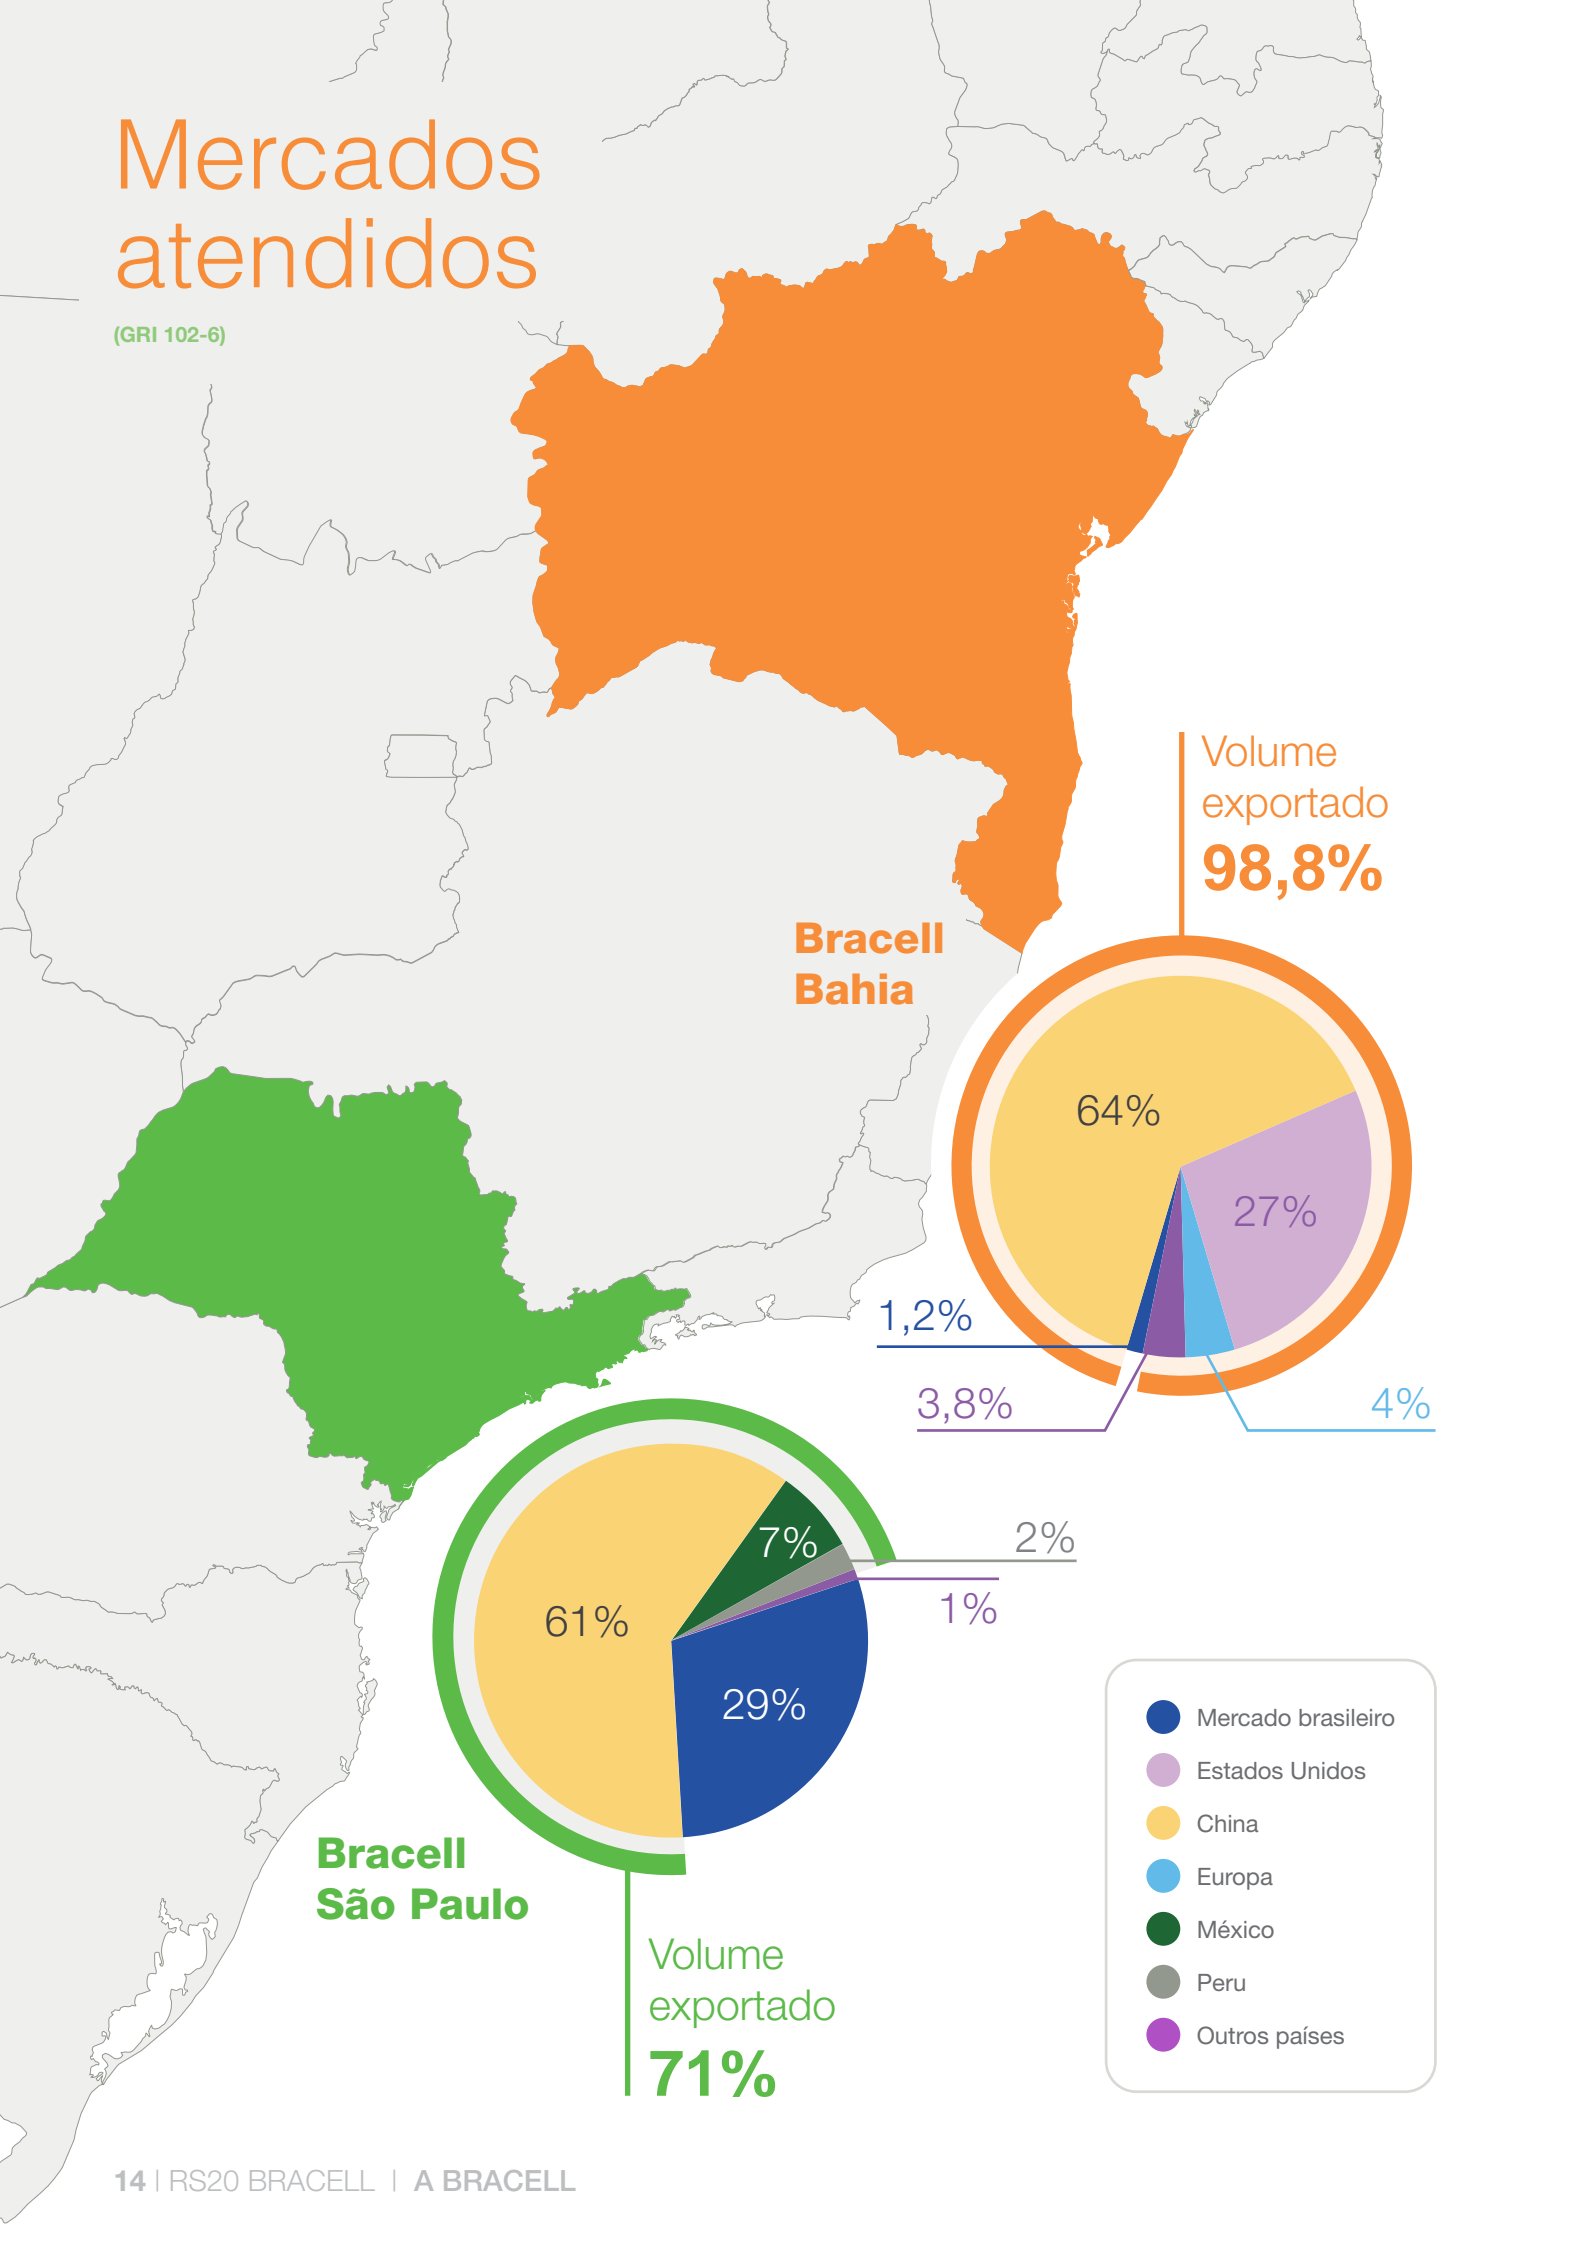 Mercados
atendidos
(GRI 102-6)
Volume
exportado
98,8%
Bracell
Bahia
64%
27%
1,2%
3,8%
4%
7%
2%
1%
61%
29%
Bracell
São Paulo
Volume
exportado
71%
Mercado brasileiro
Estados Unidos
China
Europa
México
Peru
Outros países
14 | RS20 BRACELL | A BRACELL